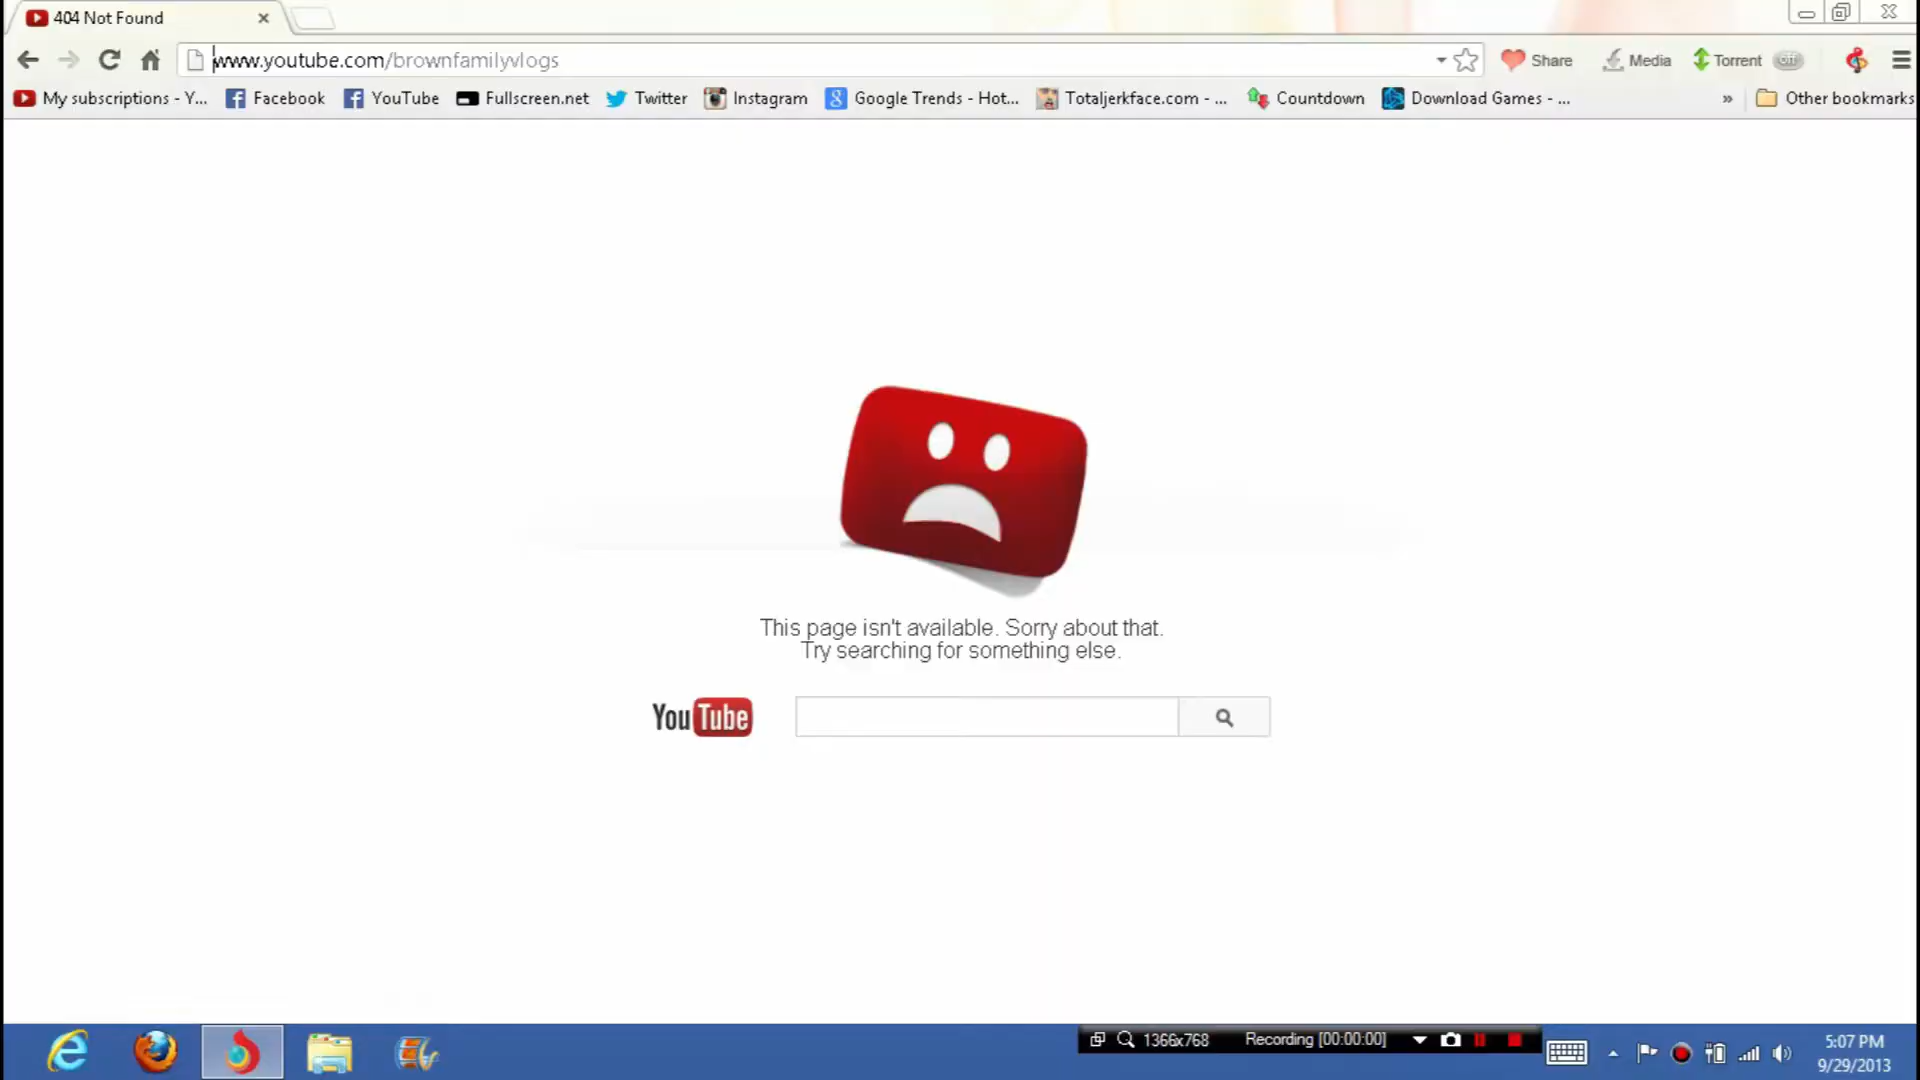 404 Not Found
www.youtube.com/brownfamilyvlogs
Share
Media
Torrent
Off
My subscriptions - Y...
Facebook
YouTube
Fullscreen.net
Twitter
Instagram
Google Trends - Hot...
Totaljerkface.com - ...
Countdown
Download Games - ...
»
Other bookmarks
This page isn't available. Sorry about that.
Try searching for something else.
YouTube
1366x768
Recording [00:00:00]
5:07 PM
9/29/2013